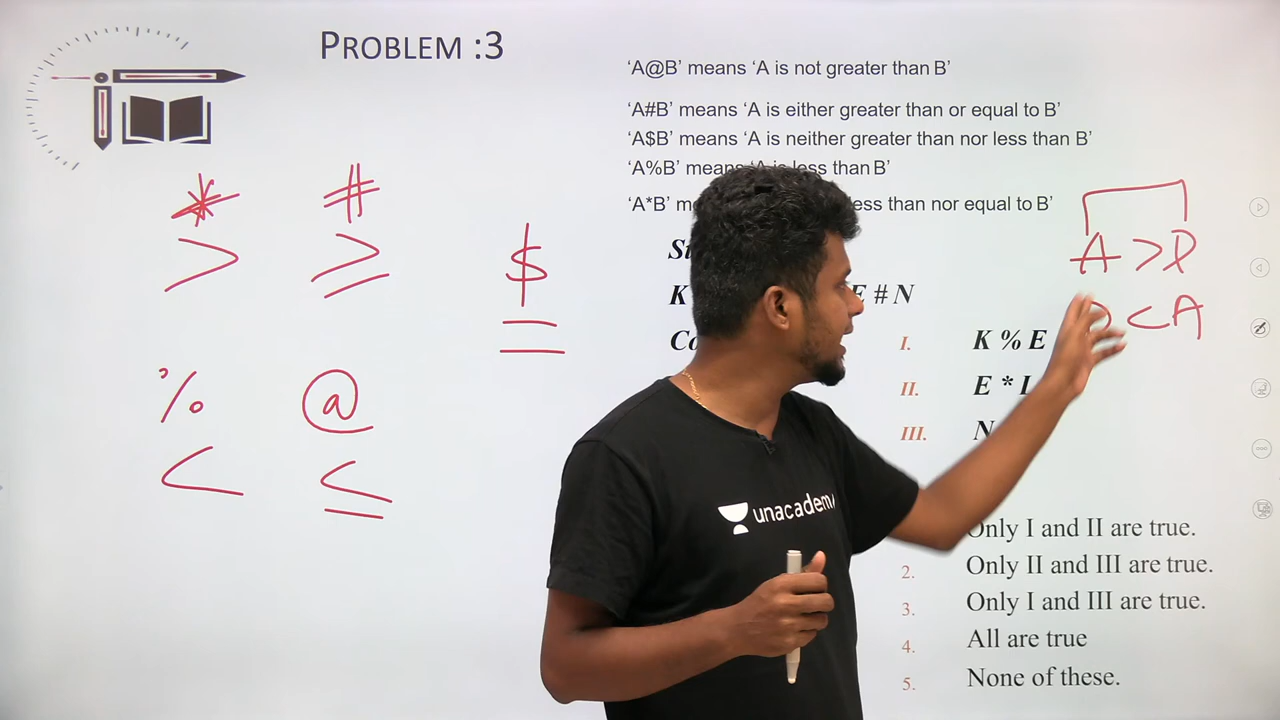 PROBLEM :3
‘A@B’ means ‘A is not greater than B’
‘A#B’ means ‘A is either greater than or equal to B’
‘A$B’ means ‘A is neither greater than nor less than B’
‘A%B’ means ‘A is less than B’
‘A*B’ less than nor equal to B’
* #
> ≥
$
=
% @
< ≤
A > D
< A
K E # N
I. K % E
II. E *
III. N
Only I and II are true.
2. Only II and III are true.
3. Only I and III are true.
4. All are true
5. None of these.
unacademy